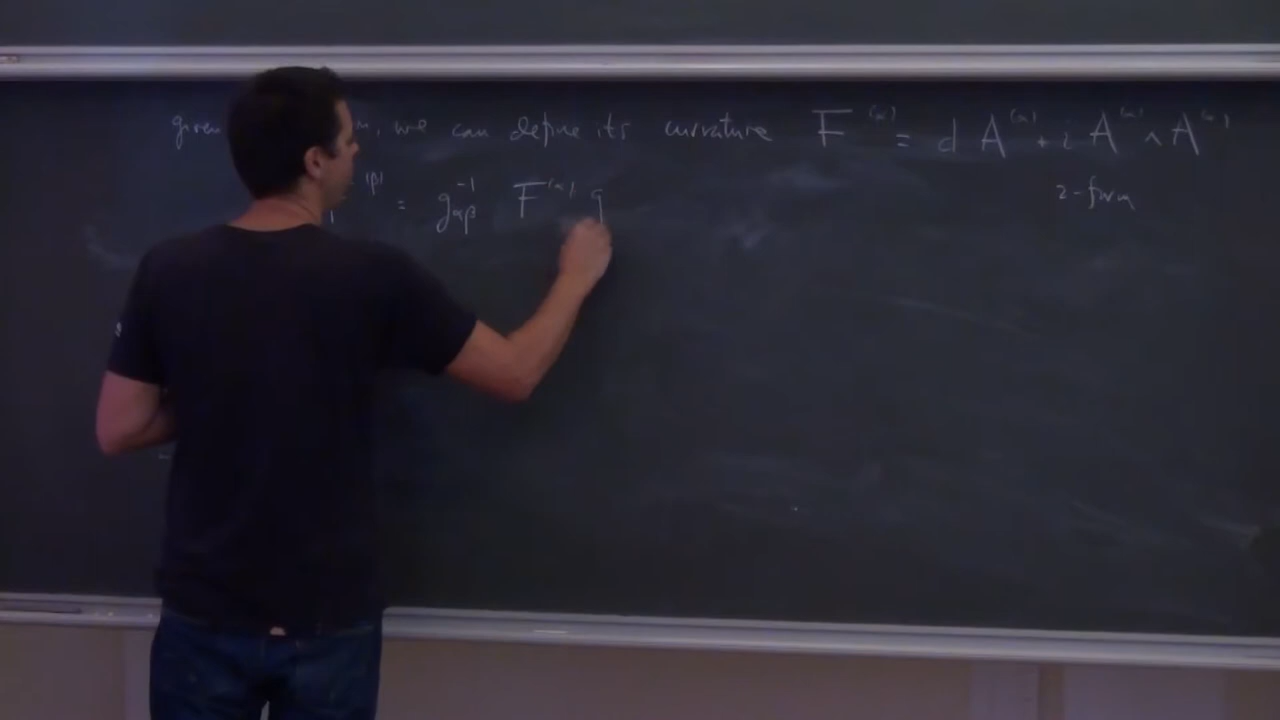 given we can define its curvature F^(α) = d A^(α) + i A^(α) ∧ A^(α)
2-form
^(β) = g_αβ^-1 F^(α) g